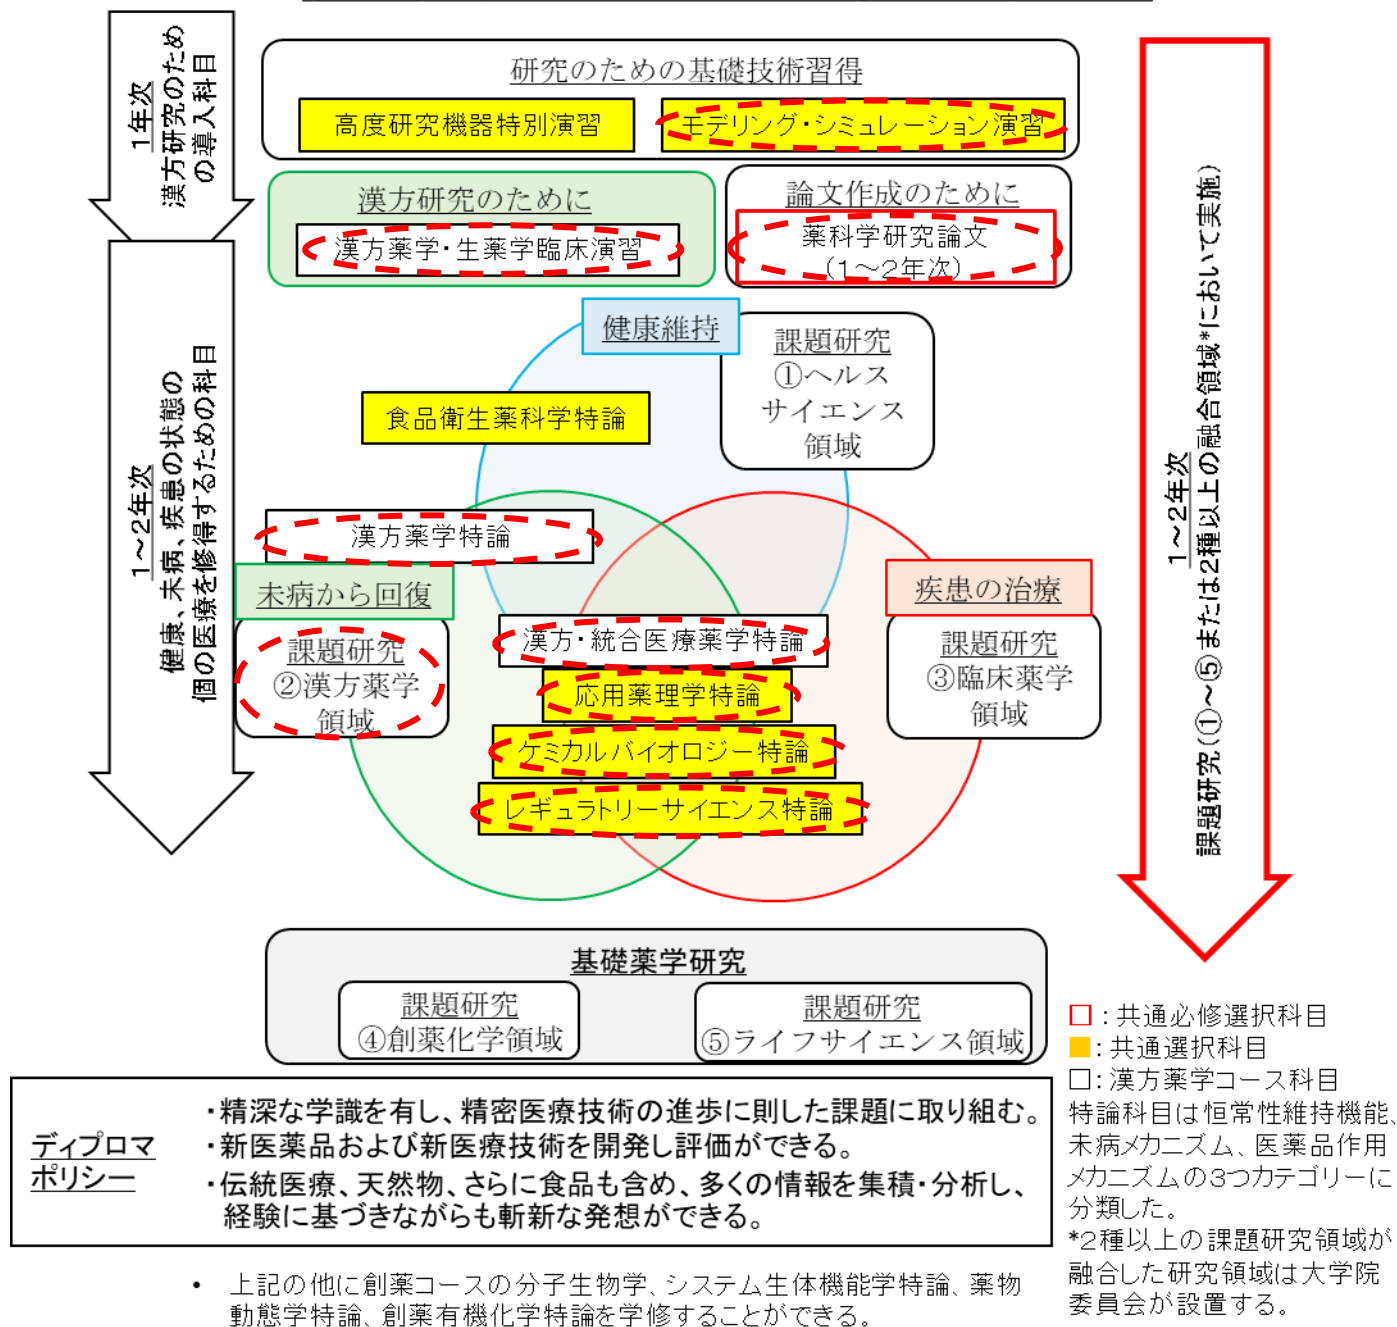 1年次
漢方研究のため
の導入科目
研究のための基礎技術習得
高度研究機器特別演習
モデリング・シミュレーション演習
漢方研究のために
漢方薬学・生薬学臨床演習
論文作成のために
薬科学研究論文
(1～2年次)
1～2年次
健康、未病、疾患の状態の
個の医療を修得するための科目
健康維持
課題研究
①ヘルス
サイエンス
領域
食品衛生薬科学特論
漢方薬学特論
未病から回復
課題研究
②漢方薬学
領域
疾患の治療
課題研究
③臨床薬学
領域
漢方・統合医療薬学特論
応用薬理学特論
ケミカルバイオロジー特論
レギュラトリーサイエンス特論
1～2年次
課題研究(①～⑤または2種以上の融合領域*において実施)
基礎薬学研究
課題研究
④創薬化学領域
課題研究
⑤ライフサイエンス領域
□：共通必修選択科目
■：共通選択科目
□：漢方薬学コース科目
特論科目は恒常性維持機能、
未病メカニズム、医薬品作用
メカニズムの3つカテゴリーに
分類した。
*2種以上の課題研究領域が
融合した研究領域は大学院
委員会が設置する。
ディプロマ
ポリシー
・精深な学識を有し、精密医療技術の進歩に則した課題に取り組む。
・新医薬品および新医療技術を開発し評価ができる。
・伝統医療、天然物、さらに食品も含め、多くの情報を集積・分析し、
経験に基づきながらも斬新な発想ができる。
• 上記の他に創薬コースの分子生物学、システム生体機能学特論、薬物
動態学特論、創薬有機化学特論を学修することができる。